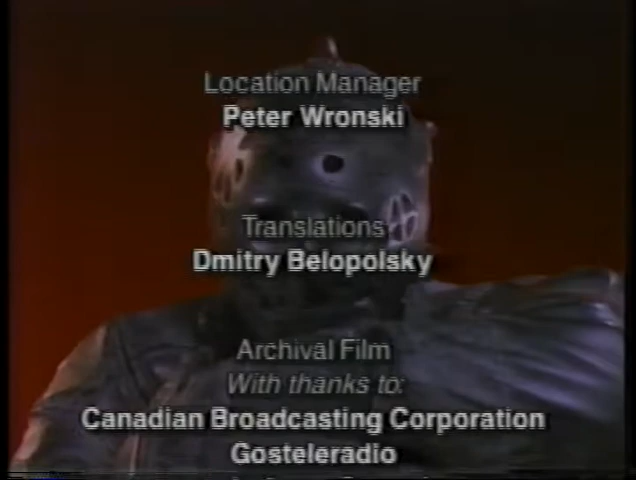 Location Manager
Peter Wronski
Translations
Dmitry Belopolsky
Archival Film
With thanks to:
Canadian Broadcasting Corporation
Gosteleradio